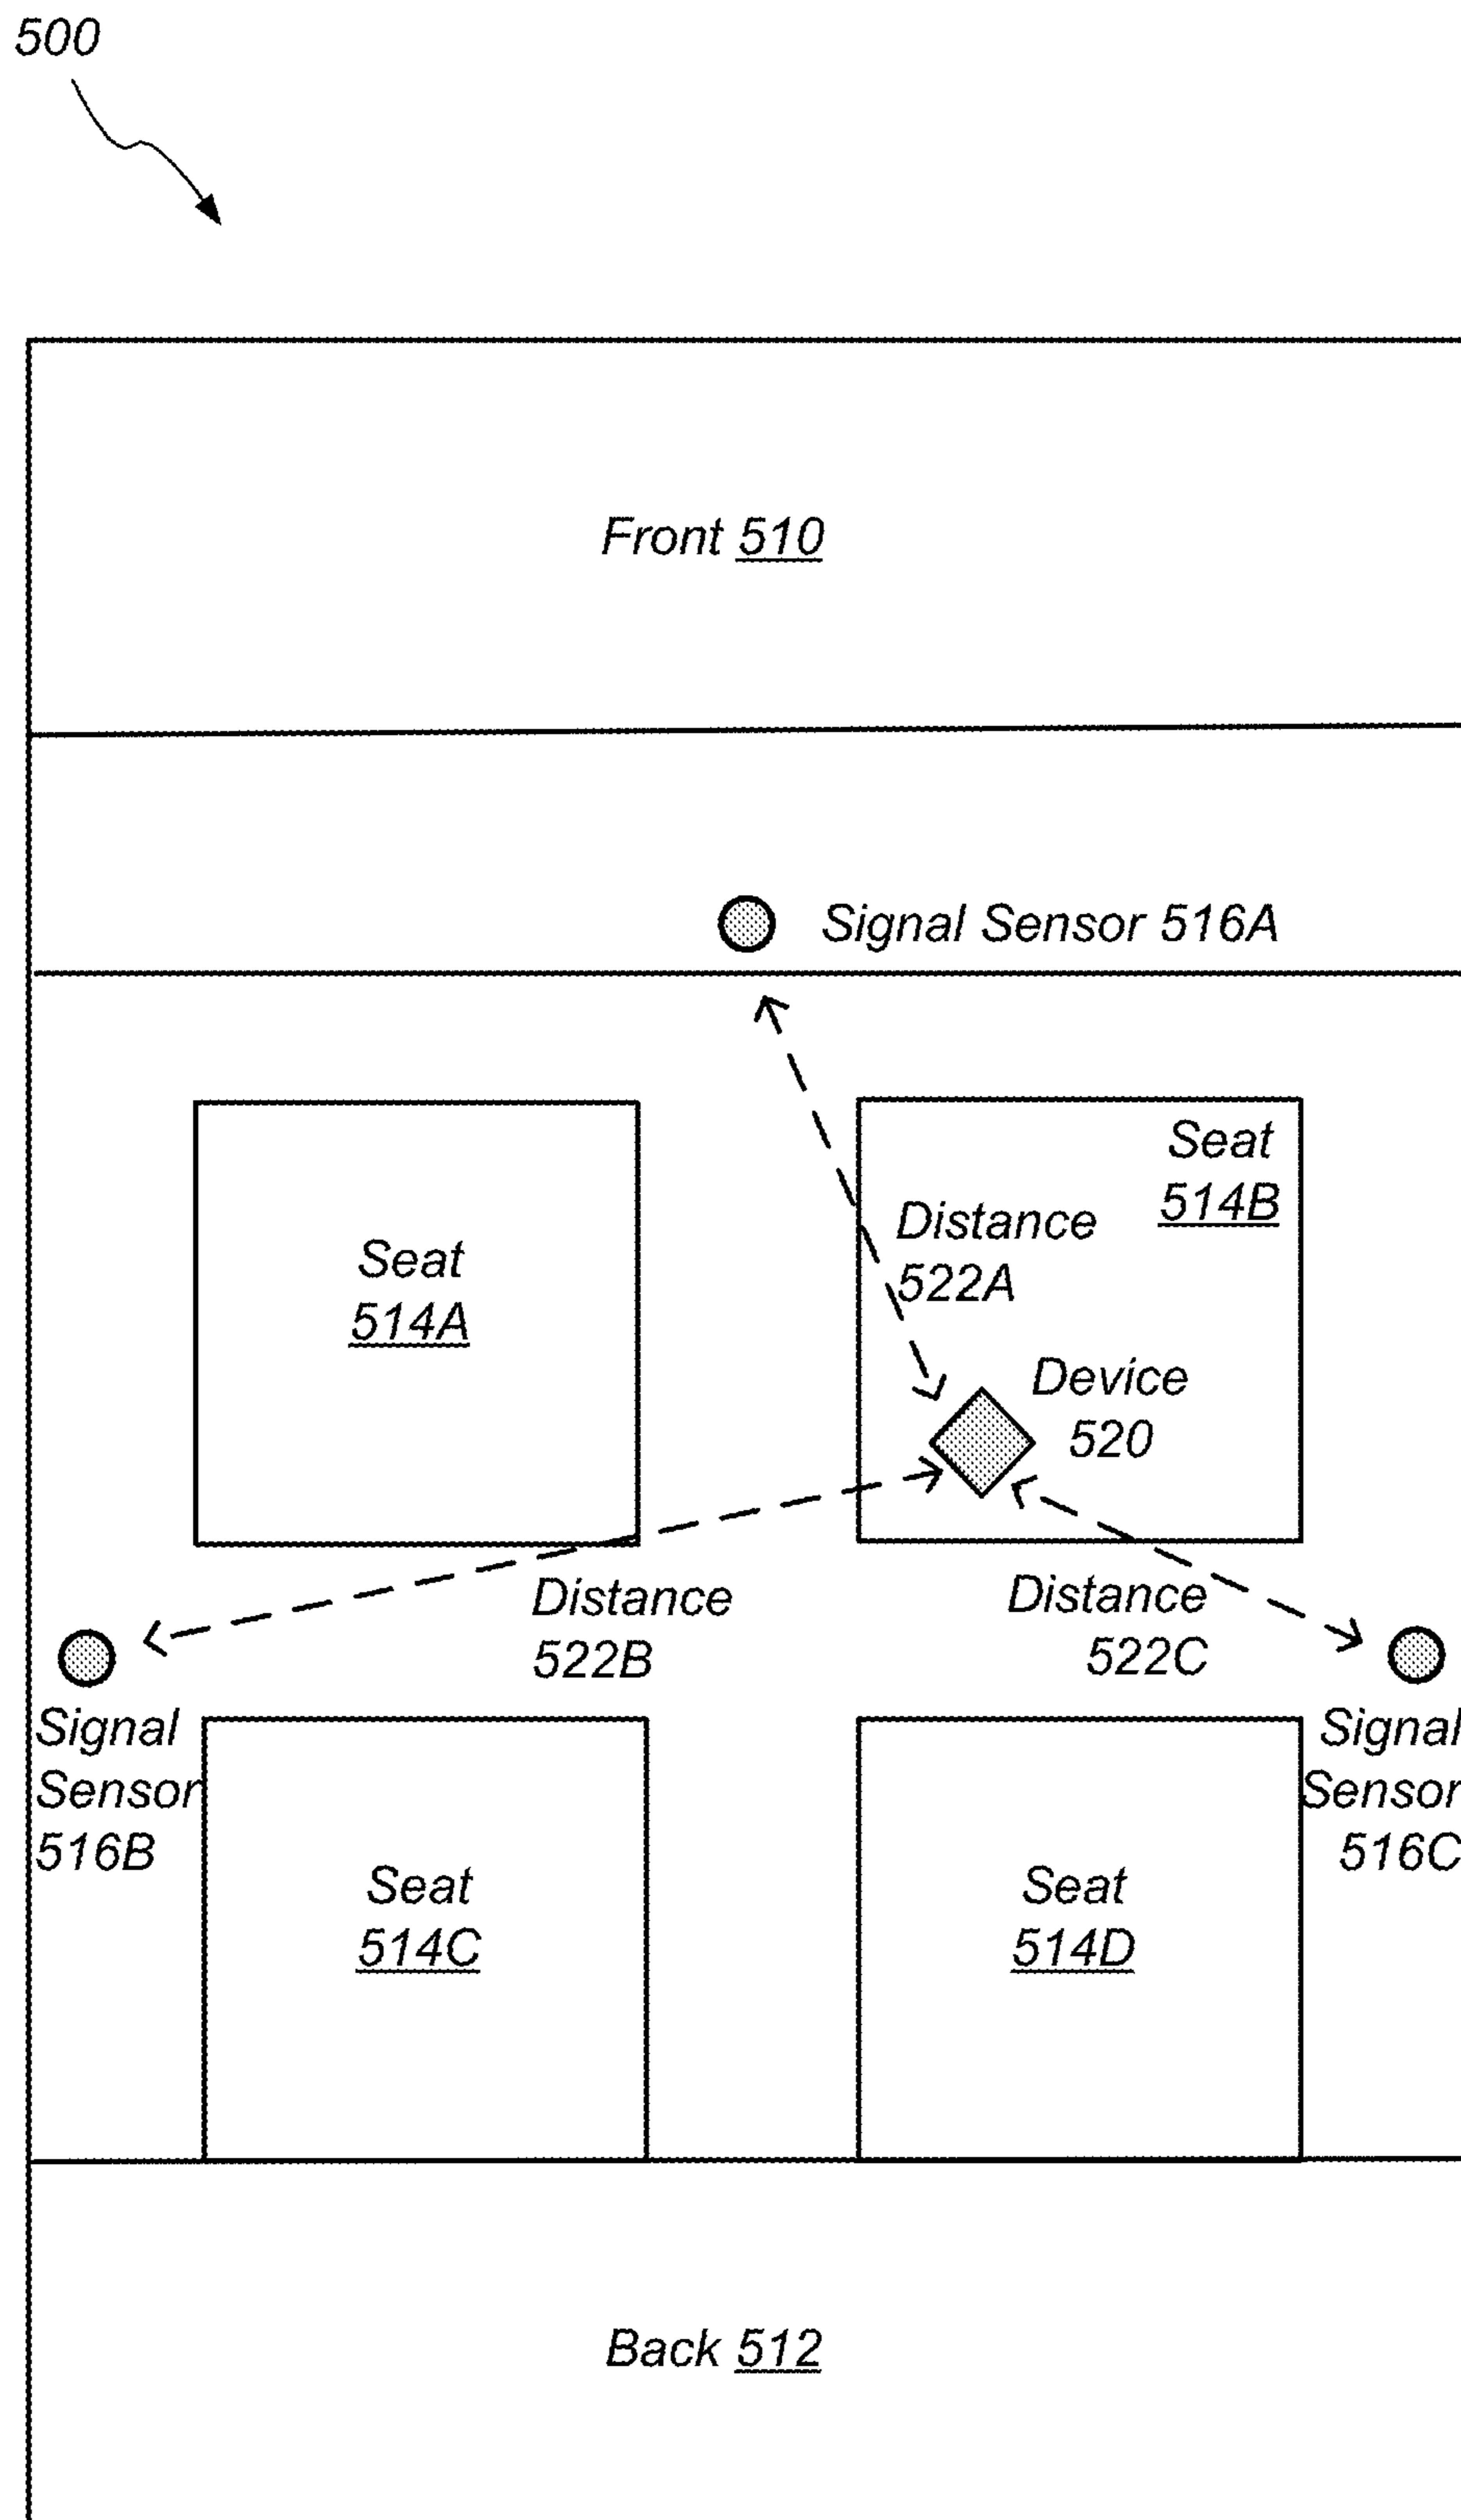 500
Front 510
Signal Sensor 516A
Seat
514B
Distance
522A
Seat
514A
Device
520
Distance
522B
Distance
522C
Signal
Sensor
516B
Signal
Sensor
516C
Seat
514C
Seat
514D
Back 512